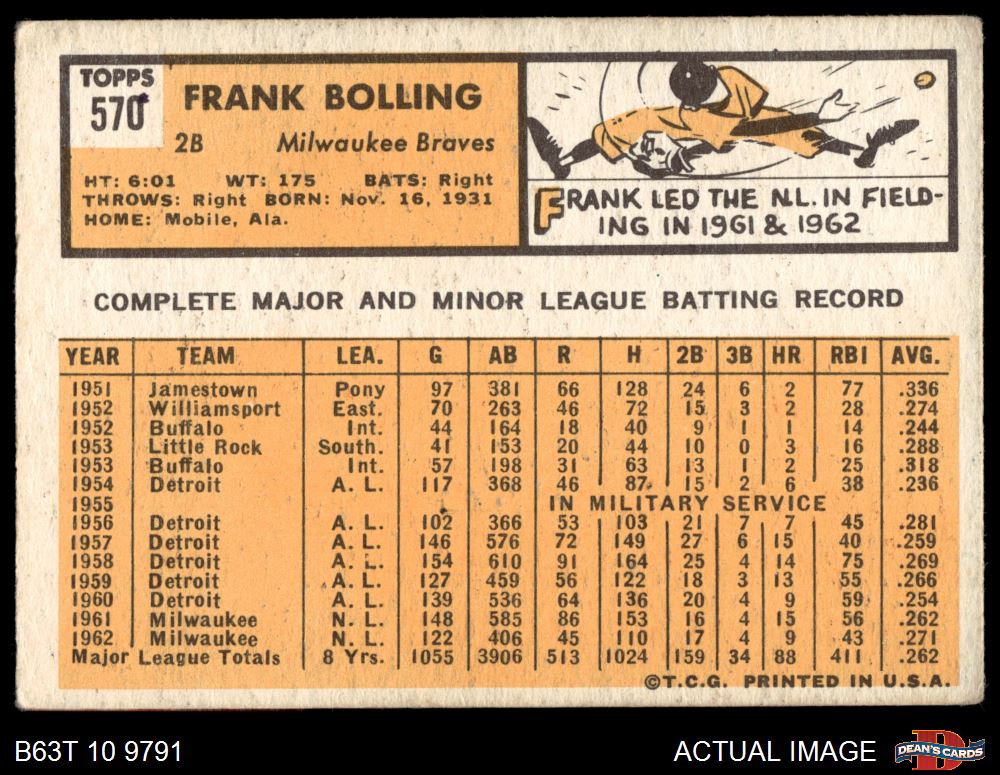 TOPPS
570
FRANK BOLLING
2B Milwaukee Braves
HT: 6:01 WT: 175 BATS: Right
THROWS: Right BORN: Nov. 16, 1931
HOME: Mobile, Ala.
FRANK LED THE N.L. IN FIELD-
ING IN 1961 & 1962
COMPLETE MAJOR AND MINOR LEAGUE BATTING RECORD
YEAR TEAM LEA. G AB R H 2B 3B HR RBI AVG.
1951 Jamestown Pony 97 381 66 128 24 6 2 77 .336
1952 Williamsport East. 70 263 46 72 15 3 2 28 .274
1952 Buffalo Int. 44 164 18 40 9 1 1 14 .244
1953 Little Rock South. 41 153 20 44 10 0 3 16 .288
1953 Buffalo Int. 57 198 31 63 13 1 2 25 .318
1954 Detroit A. L. 117 368 46 87 15 2 6 38 .236
1955 IN MILITARY SERVICE
1956 Detroit A. L. 102 366 53 103 21 7 7 45 .281
1957 Detroit A. L. 146 576 72 149 27 6 15 40 .259
1958 Detroit A. L. 154 610 91 164 25 4 14 75 .269
1959 Detroit A. L. 127 459 56 122 18 3 13 55 .266
1960 Detroit A. L. 139 536 64 136 20 4 9 59 .254
1961 Milwaukee N. L. 148 585 86 153 16 4 15 56 .262
1962 Milwaukee N. L. 122 406 45 110 17 4 9 43 .271
Major League Totals 8 Yrs. 1055 3906 513 1024 159 34 88 411 .262
©T.C.G. PRINTED IN U.S.A.
B63T 10 9791 ACTUAL IMAGE DEAN'S CARDS